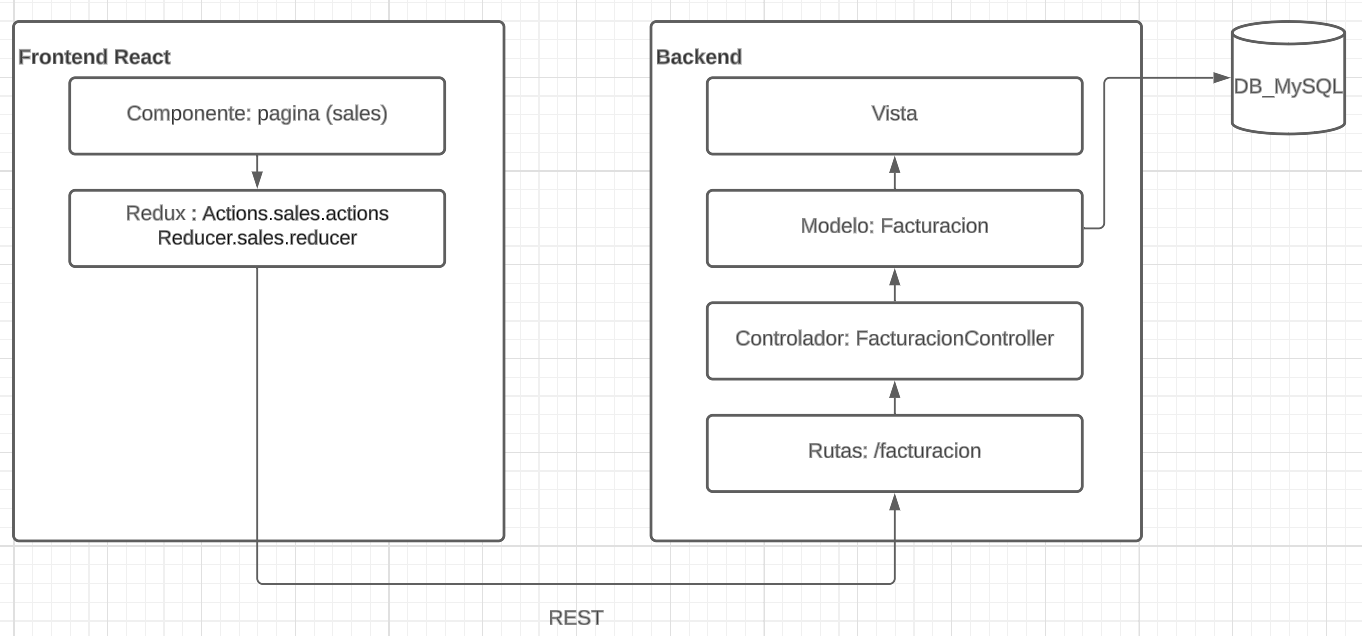 Frontend React
Componente: pagina (sales)
Redux : Actions.sales.actions
Reducer.sales.reducer
Backend
Vista
Modelo: Facturacion
Controlador: FacturacionController
Rutas: /facturacion
DB_MySQL
REST